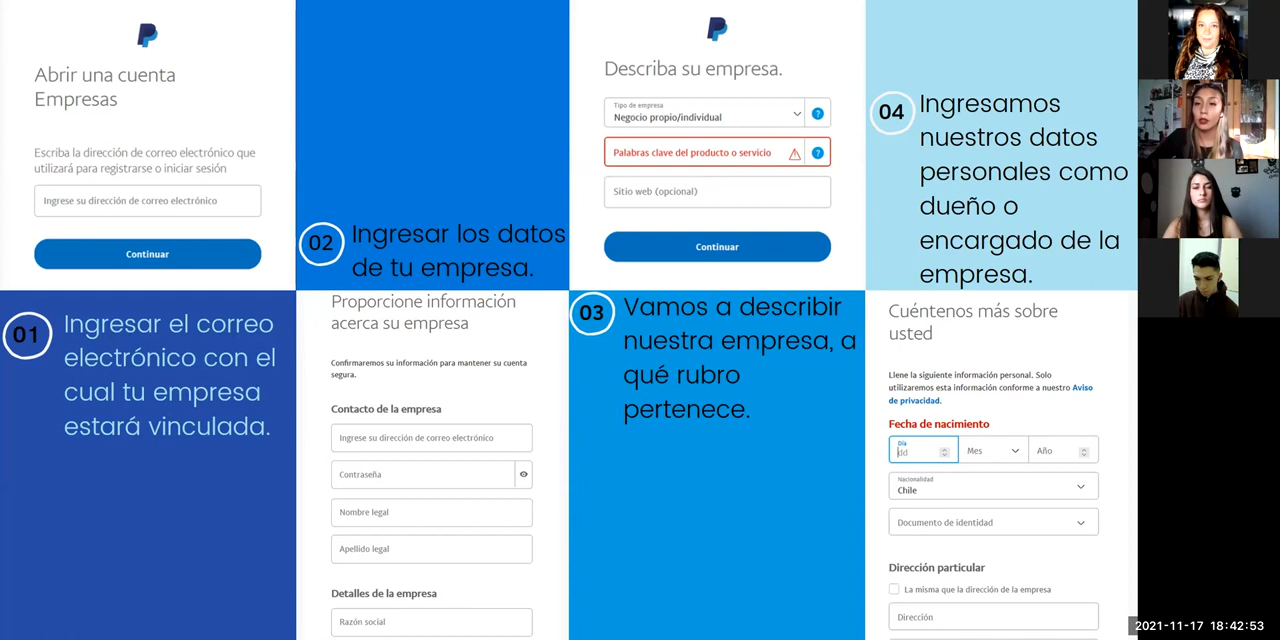 Abrir una cuenta
Empresas
Escriba la dirección de correo electrónico que
utilizará para registrarse o iniciar sesión
Ingrese su dirección de correo electrónico
Continuar
01
Ingresar el correo
electrónico con el
cual tu empresa
estará vinculada.
02
Ingresar los datos
de tu empresa.
Proporcione información
acerca su empresa
Confirmaremos su información para mantener su cuenta
segura.
Contacto de la empresa
Ingrese su dirección de correo electrónico
Contraseña
Nombre legal
Apellido legal
Detalles de la empresa
Razón social
Describa su empresa.
Tipo de empresa
Negocio propio/individual
?
Palabras clave del producto o servicio
?
Sitio web (opcional)
Continuar
03
Vamos a describir
nuestra empresa, a
qué rubro
pertenece.
04
Ingresamos
nuestros datos
personales como
dueño o
encargado de la
empresa.
Cuéntenos más sobre
usted
Llene la siguiente información personal. Solo
utilizaremos esta información conforme a nuestro Aviso
de privacidad.
Fecha de nacimiento
Día
dd
Mes
Año
Nacionalidad
Chile
Documento de identidad
Dirección particular
La misma que la dirección de la empresa
Dirección
2021-11-17 18:42:53